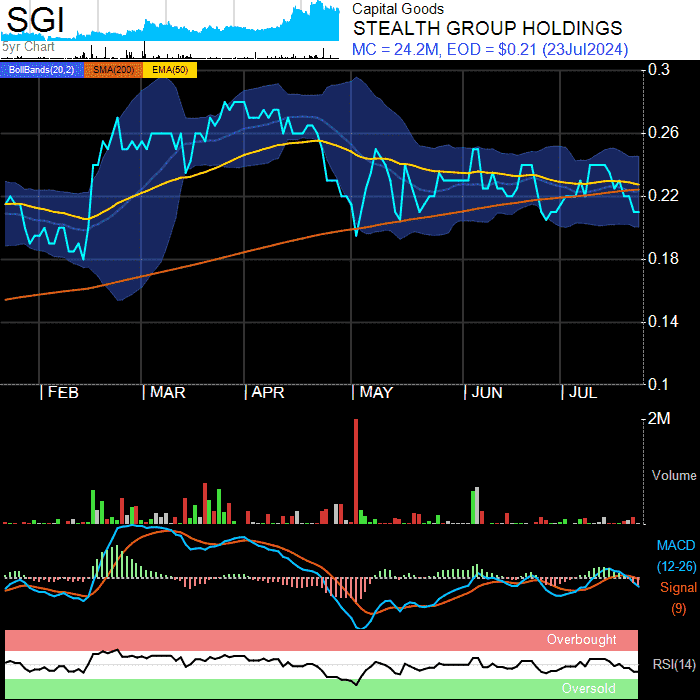 SGI
5yr Chart
Capital Goods
STEALTH GROUP HOLDINGS
MC = 24.2M, EOD = $0.21 (23Jul2024)
BollBands(20,2) SMA(200) EMA(50)
0.3
0.26
0.22
0.18
0.14
0.1
FEB MAR APR MAY JUN JUL
2M
Volume
MACD
(12-26)
Signal
(9)
Overbought
RSI(14)
Oversold